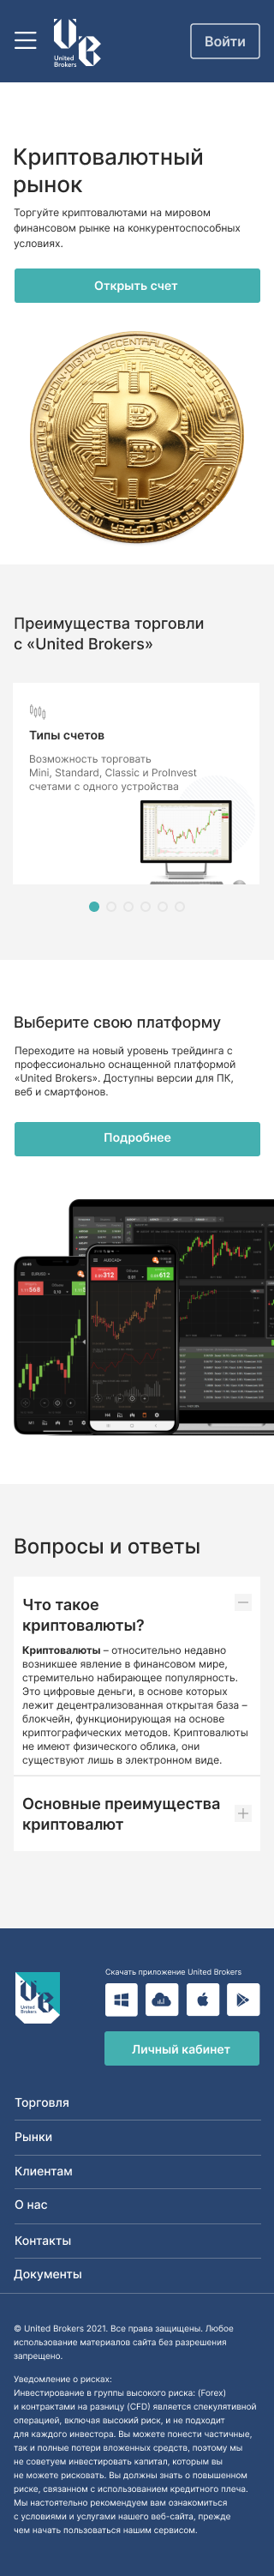 United
Brokers
Войти
Криптовалютный
рынок
Торгуйте криптовалютами на мировом
финансовом рынке на конкурентоспособных
условиях.
Открыть счет
Преимущества торговли
с «United Brokers»
Типы счетов
Возможность торговать
Mini, Standard, Classic и ProInvest
счетами с одного устройства
Выберите свою платформу
Переходите на новый уровень трейдинга с
профессионально оснащенной платформой
«United Brokers». Доступны версии для ПК,
веб и смартфонов.
Подробнее
Вопросы и ответы
Что такое
криптовалюты?
Криптовалюты – относительно недавно
возникшее явление в финансовом мире,
стремительно набирающее популярность.
Это цифровые деньги, в основе которых
лежит децентрализованная открытая база –
блокчейн, функционирующая на основе
криптографических методов. Криптовалюты
не имеют физического облика, они
существуют лишь в электронном виде.
Основные преимущества
криптовалют
Скачать приложение United Brokers
United
Brokers
Личный кабинет
Торговля
Рынки
Клиентам
О нас
Контакты
Документы
© United Brokers 2021. Все права защищены. Любое
использование материалов сайта без разрешения
запрещено.
Уведомление о рисках:
Инвестирование в группы высокого риска: (Forex)
и контрактами на разницу (CFD) является спекулятивной
операцией, включая высокий риск, и не подходит
для каждого инвестора. Вы можете понести частичные,
так и полные потери вложенных средств, поэтому мы
не советуем инвестировать капитал, которым вы
не можете рисковать. Вы должны знать о повышенном
риске, связанном с использованием кредитного плеча.
Мы настоятельно рекомендуем вам ознакомиться
с условиями и услугами нашего веб-сайта, прежде
чем начать пользоваться нашим сервисом.